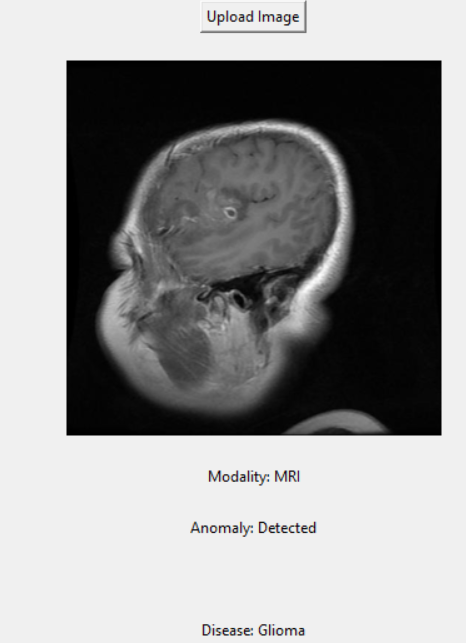 Upload Image
Modality: MRI
Anomaly: Detected
Disease: Glioma